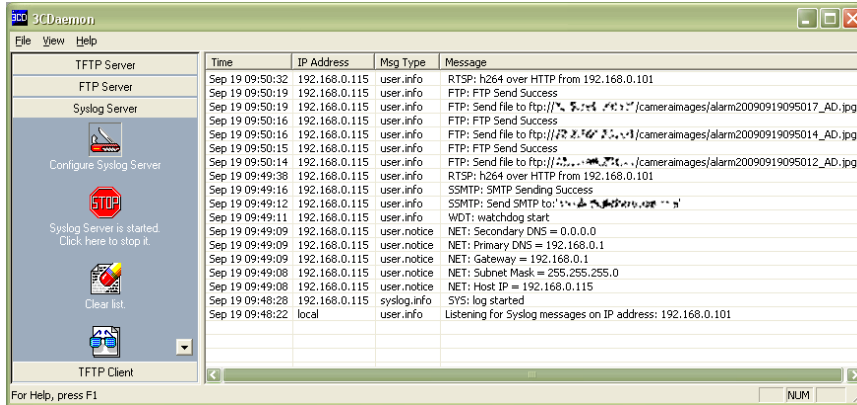 3CD 3CDaemon
File View Help
TFTP Server
FTP Server
Syslog Server
Configure Syslog Server
STOP
Syslog Server is started.
Click here to stop it.
Clear list.
TFTP Client
Time IP Address Msg Type Message
Sep 19 09:50:32 192.168.0.115 user.info RTSP: h264 over HTTP from 192.168.0.101
Sep 19 09:50:19 192.168.0.115 user.info FTP: FTP Send Success
Sep 19 09:50:19 192.168.0.115 user.info FTP: Send file to ftp:// /cameraimages/alarm20090919095017_AD.jpg
Sep 19 09:50:16 192.168.0.115 user.info FTP: FTP Send Success
Sep 19 09:50:16 192.168.0.115 user.info FTP: Send file to ftp:// /cameraimages/alarm20090919095014_AD.jpg
Sep 19 09:50:15 192.168.0.115 user.info FTP: FTP Send Success
Sep 19 09:50:14 192.168.0.115 user.info FTP: Send file to ftp:// /cameraimages/alarm20090919095012_AD.jpg
Sep 19 09:49:38 192.168.0.115 user.info RTSP: h264 over HTTP from 192.168.0.101
Sep 19 09:49:16 192.168.0.115 user.info SSMTP: SMTP Sending Success
Sep 19 09:49:12 192.168.0.115 user.info SSMTP: Send SMTP to:' '
Sep 19 09:49:11 192.168.0.115 user.info WDT: watchdog start
Sep 19 09:49:09 192.168.0.115 user.notice NET: Secondary DNS = 0.0.0.0
Sep 19 09:49:09 192.168.0.115 user.notice NET: Primary DNS = 192.168.0.1
Sep 19 09:49:09 192.168.0.115 user.notice NET: Gateway = 192.168.0.1
Sep 19 09:49:08 192.168.0.115 user.notice NET: Subnet Mask = 255.255.255.0
Sep 19 09:49:08 192.168.0.115 user.notice NET: Host IP = 192.168.0.115
Sep 19 09:48:28 192.168.0.115 syslog.info SYS: log started
Sep 19 09:48:22 local user.info Listening for Syslog messages on IP address: 192.168.0.101
For Help, press F1 NUM